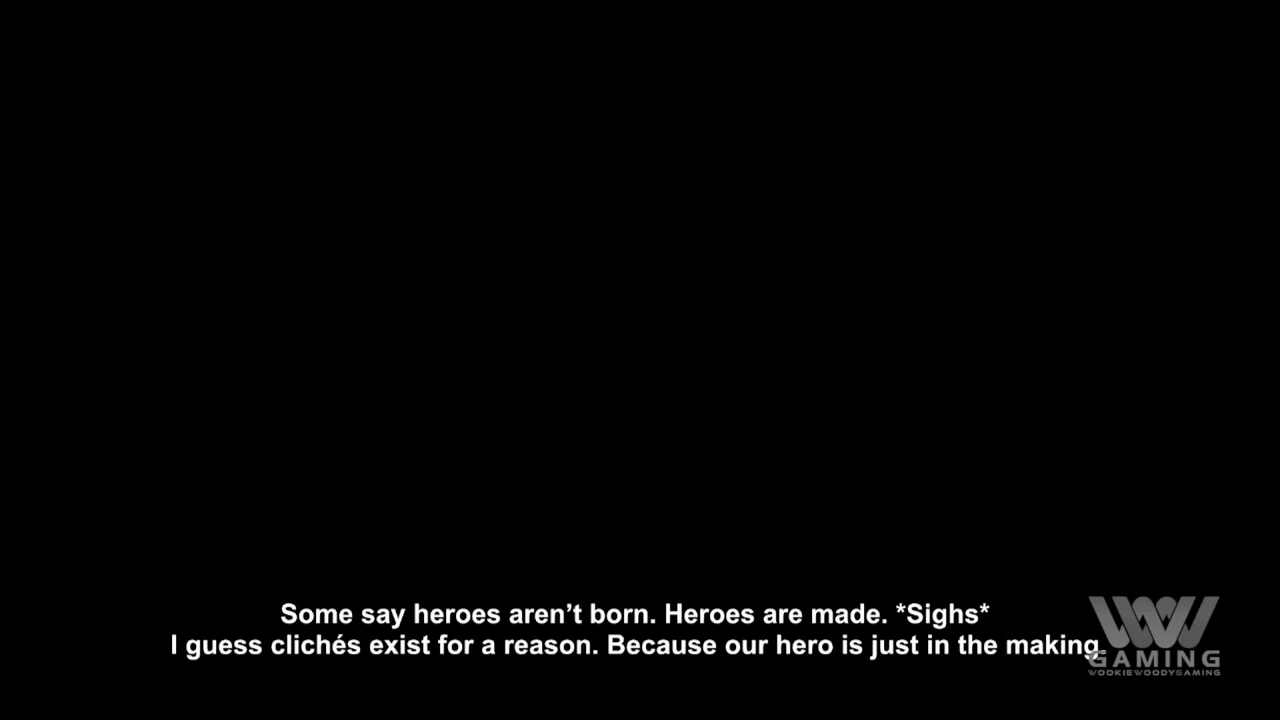 Some say heroes aren’t born. Heroes are made. *Sighs*
I guess clichés exist for a reason. Because our hero is just in the making.
WW
GAMING
WOOKIEWOODYGAMING